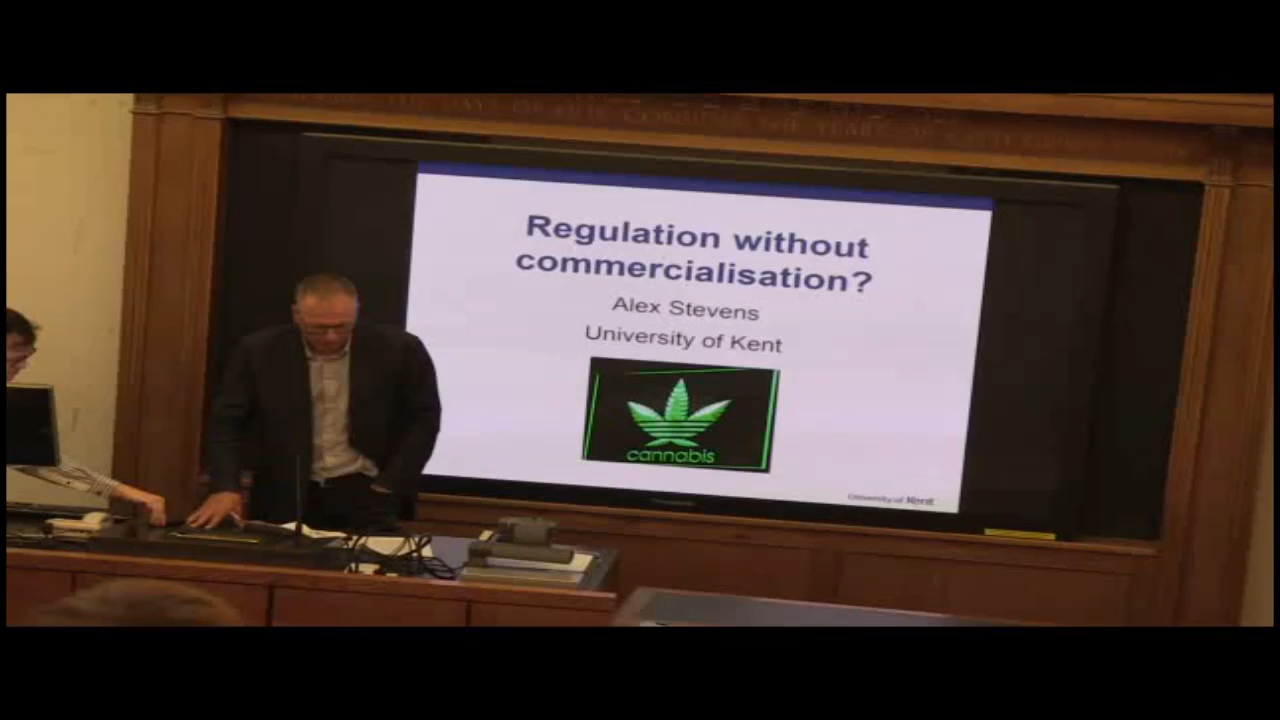 Regulation without
commercialisation?
Alex Stevens
University of Kent
cannabis
University of Kent